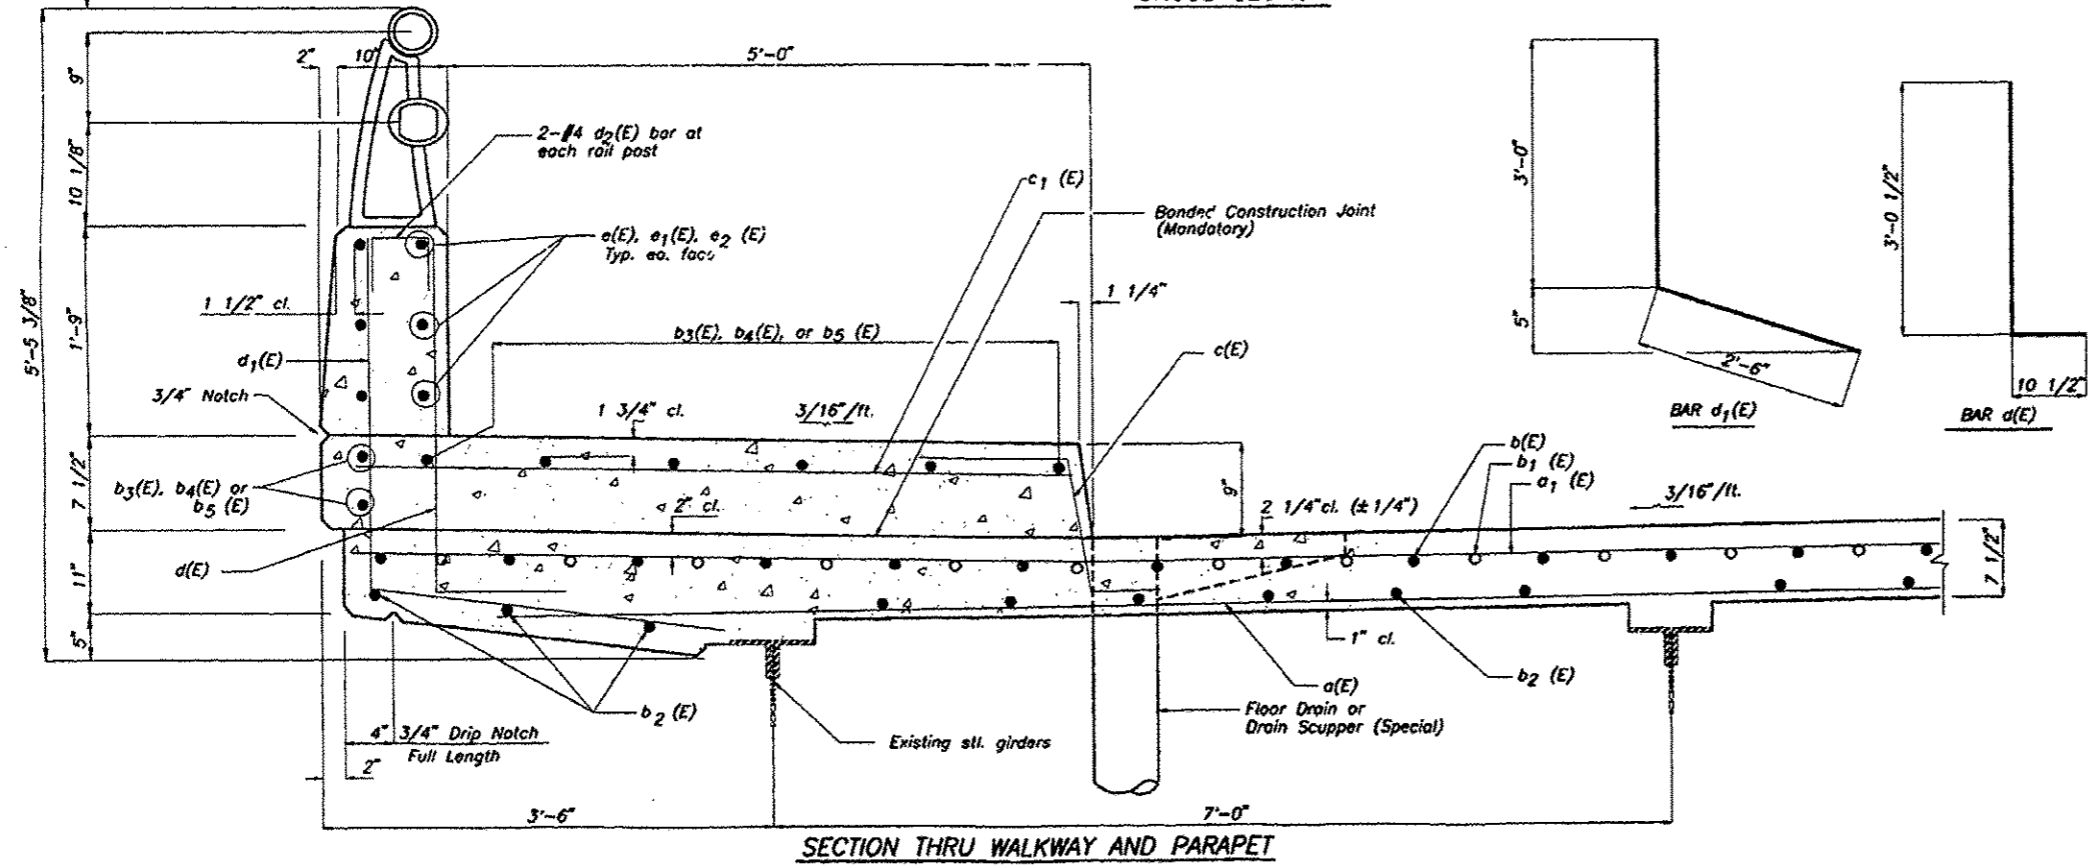 2"
10"
5'-0"
9"
10 1/8"
1'-9"
7 1/2"
11"
5"
5'-5 3/8"
2-#4 d2(E) bar at
each rail post
c1 (E)
Bonded Construction Joint
(Mandatory)
e(E), e1(E), e2 (E)
Typ. ea. face
1 1/2" cl.
1 1/4"
b3(E), b4(E), or b5 (E)
d1(E)
c(E)
3/4" Notch
1 3/4" cl.
3/16"/ft.
b3(E), b4(E) or
b5 (E)
2" cl.
9"
2 1/4" cl. (± 1/4")
b(E)
b1 (E)
a1 (E)
3/16"/ft.
7 1/2"
d(E)
1" cl.
b2 (E)
a(E)
b2 (E)
Floor Drain or
Drain Scupper (Special)
Existing stl. girders
4"
3/4" Drip Notch
Full Length
2"
3'-6"
7'-0"
SECTION THRU WALKWAY AND PARAPET
3'-0"
5"
2'-6"
BAR d1(E)
3'-0 1/2"
10 1/2"
BAR d(E)